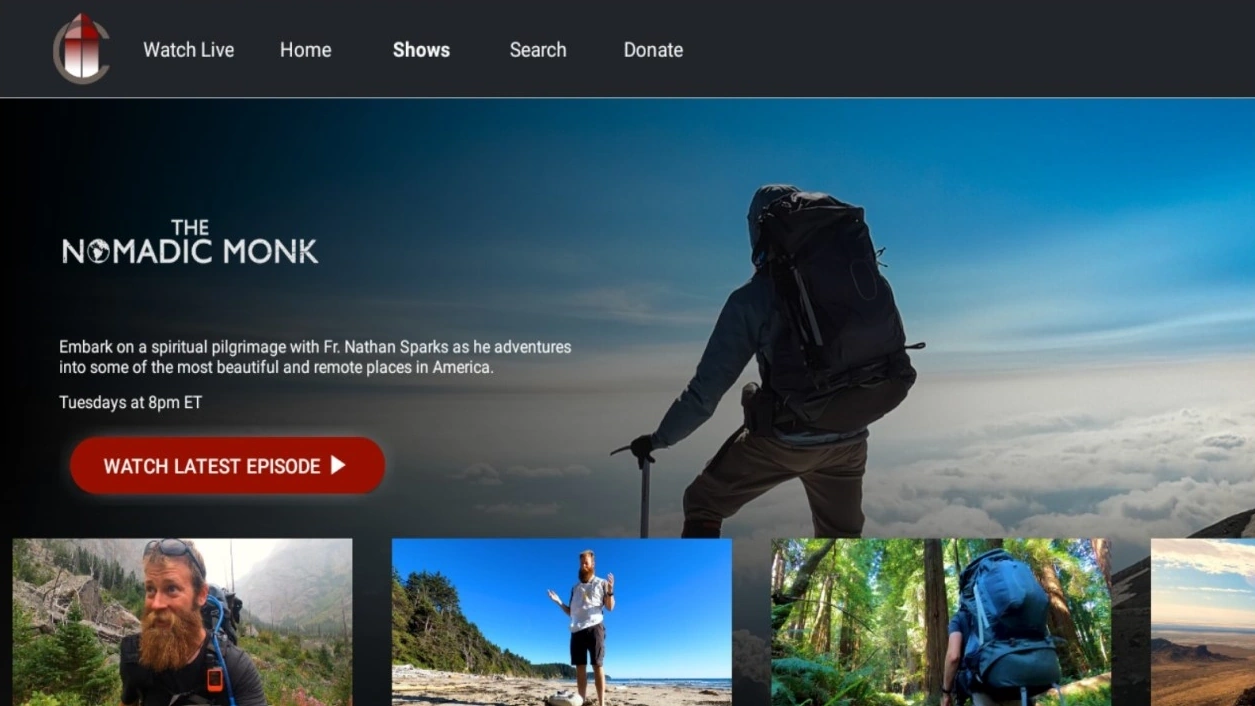 Watch Live Home Shows Search Donate
THE
NOMADIC MONK
Embark on a spiritual pilgrimage with Fr. Nathan Sparks as he adventures
into some of the most beautiful and remote places in America.
Tuesdays at 8pm ET
WATCH LATEST EPISODE